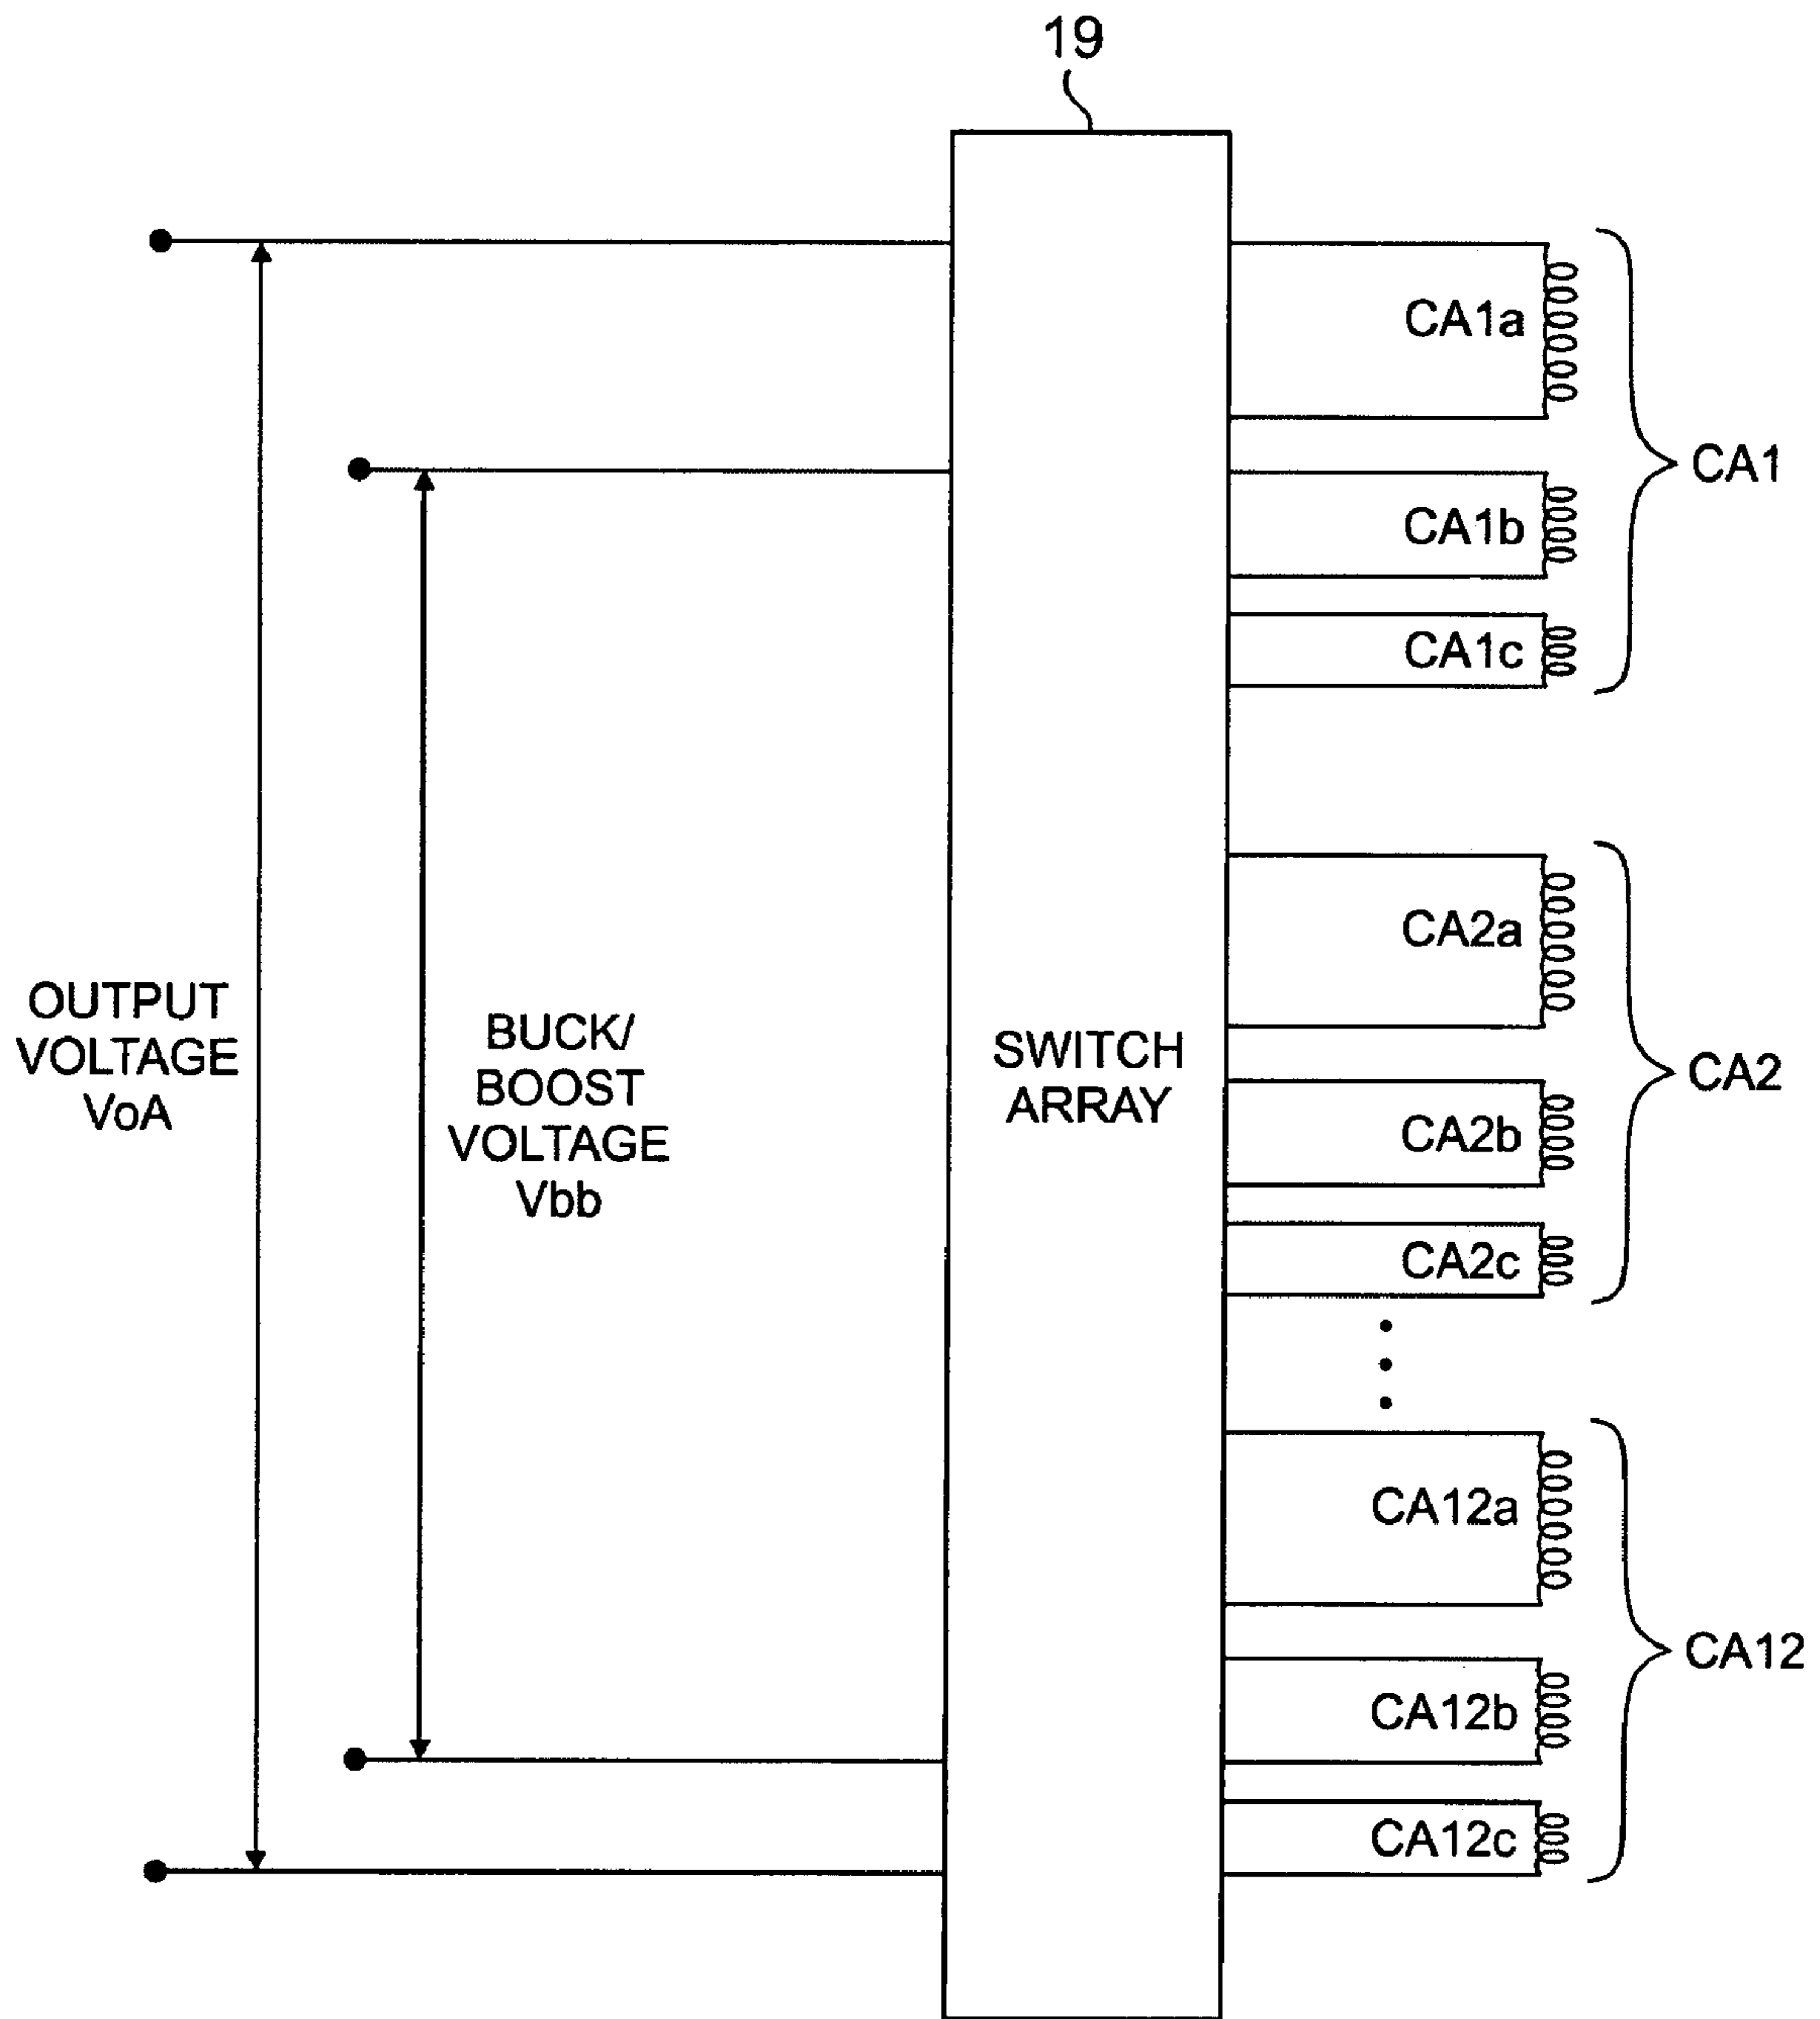 19
CA1a
CA1b
CA1c
CA1
CA2a
CA2b
CA2c
CA2
OUTPUT
VOLTAGE
VoA
BUCK/
BOOST
VOLTAGE
Vbb
SWITCH
ARRAY
CA12a
CA12b
CA12c
CA12